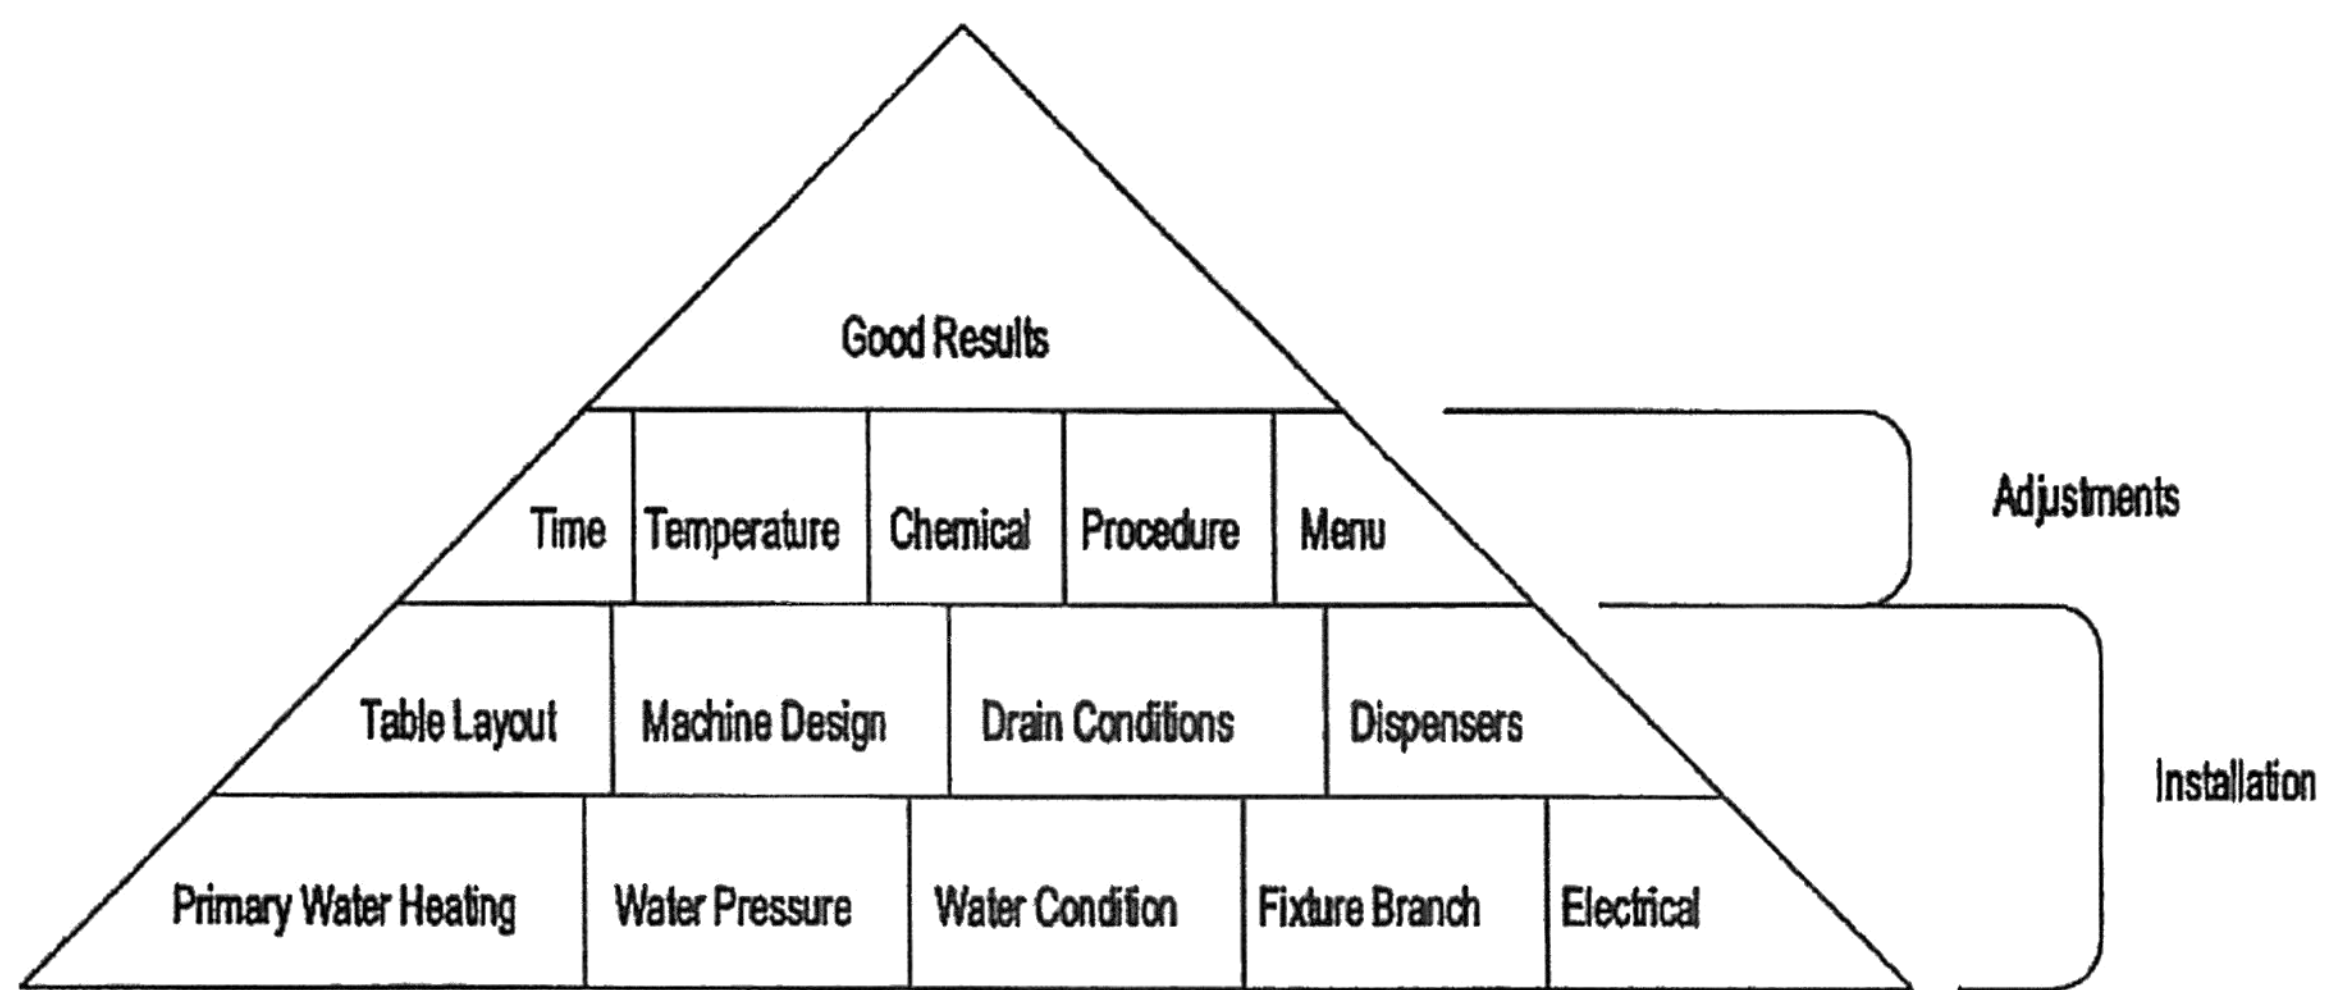 Good Results
Time Temperature Chemical Procedure Menu
Adjustments
Table Layout Machine Design Drain Conditions Dispensers
Installation
Primary Water Heating Water Pressure Water Condition Fixture Branch Electrical